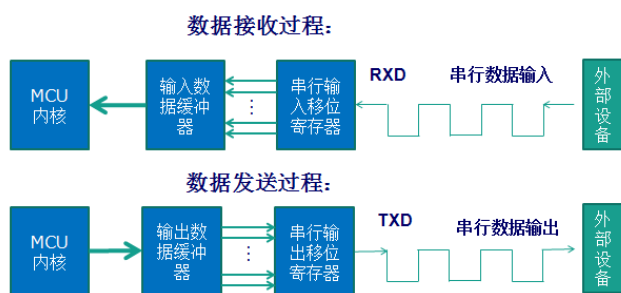 数据接收过程：
MCU
内核
输入数
据缓冲
器
串行输
入移位
寄存器
RXD
串行数据输入
外
部
设
备
数据发送过程：
MCU
内核
输出数
据缓冲
器
串行输
出移位
寄存器
TXD
串行数据输出
外
部
设
备